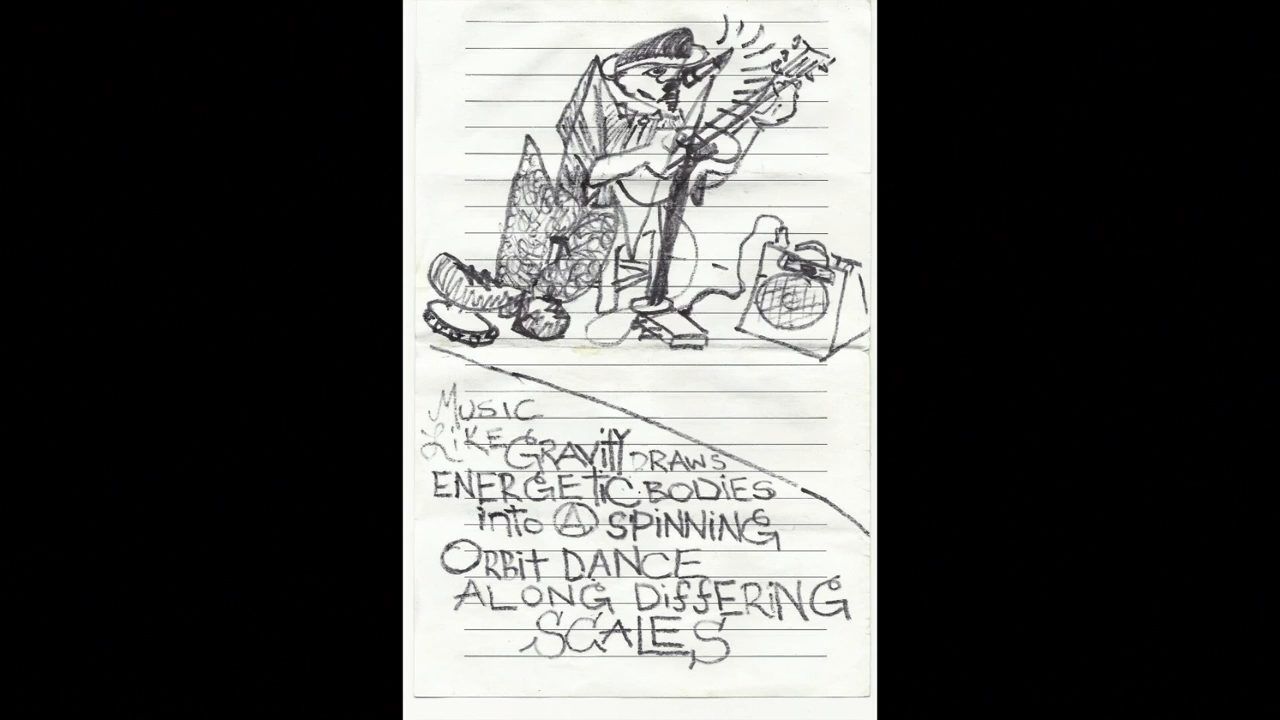 MUSIC
LiKE GRAVitY DRAWS
ENERGEtiC BODiES
into Ⓐ SPiNNiNG
ORBit DANCE
ALONG DiffERiNG
SCALES